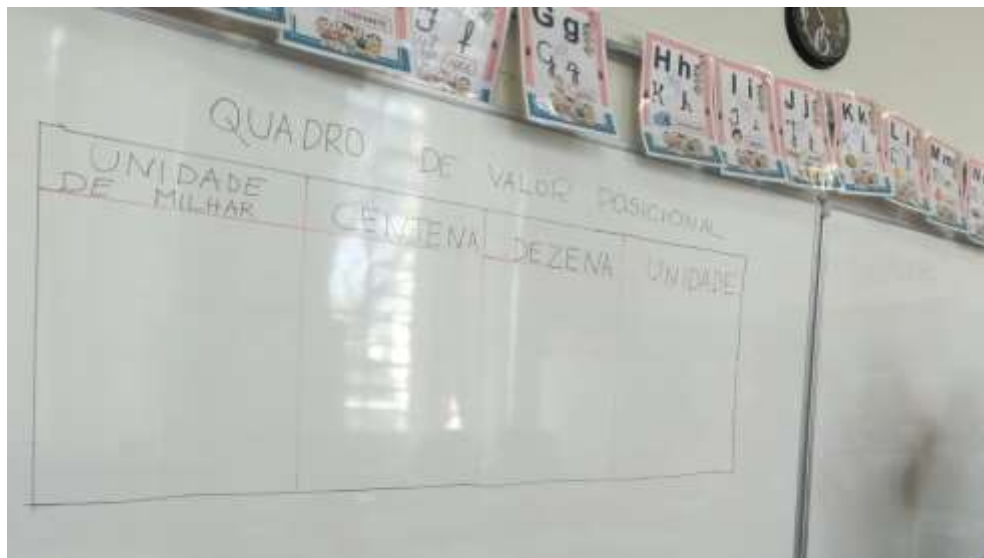 G g
H h
I i
J j
K k
L l
M m
QUADRO DE VALOR POSICIONAL
UNIDADE DE MILHAR
CENTENA
DEZENA
UNIDADE